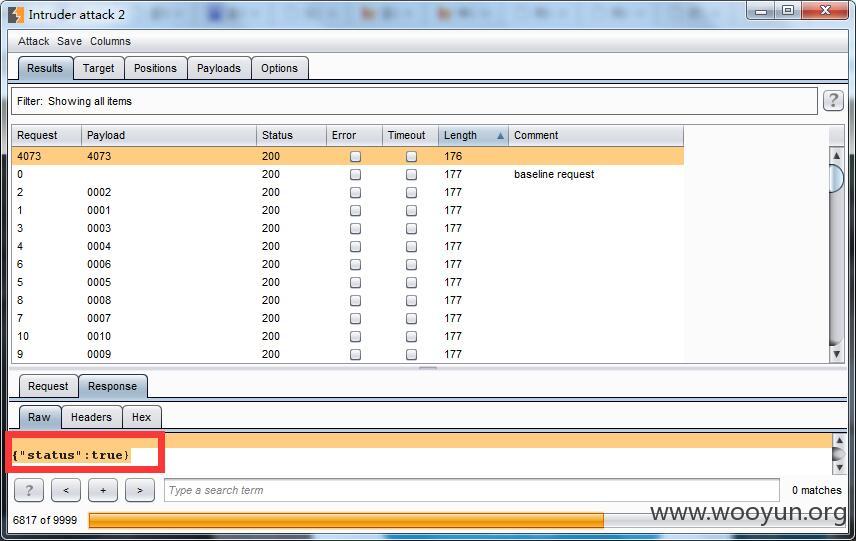 Intruder attack 2
Attack Save Columns
Results Target Positions Payloads Options
Filter: Showing all items ?
Request Payload Status Error Timeout Length Comment
4073 4073 200 176
0 200 177 baseline request
2 0002 200 177
1 0001 200 177
3 0003 200 177
4 0004 200 177
6 0006 200 177
5 0005 200 177
8 0008 200 177
7 0007 200 177
10 0010 200 177
9 0009 200 177
Request Response
Raw Headers Hex
{"status":true}
? < + > Type a search term 0 matches
6817 of 9999
www.wooyun.org